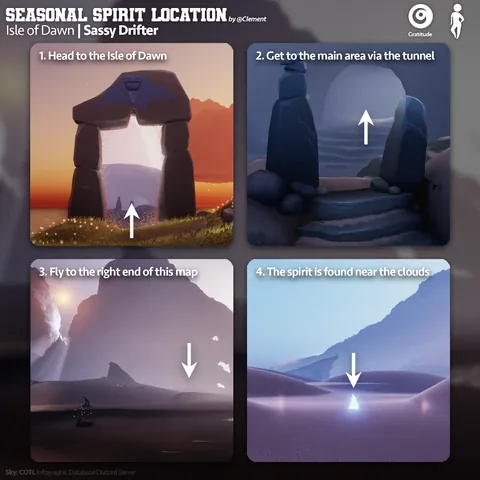 SEASONAL SPIRIT LOCATION by @Clement
Isle of Dawn | Sassy Drifter
Gratitude
1. Head to the Isle of Dawn
2. Get to the main area via the tunnel
3. Fly to the right end of this map
4. The spirit is found near the clouds
Sky: COTL Infographic Database Discord Server